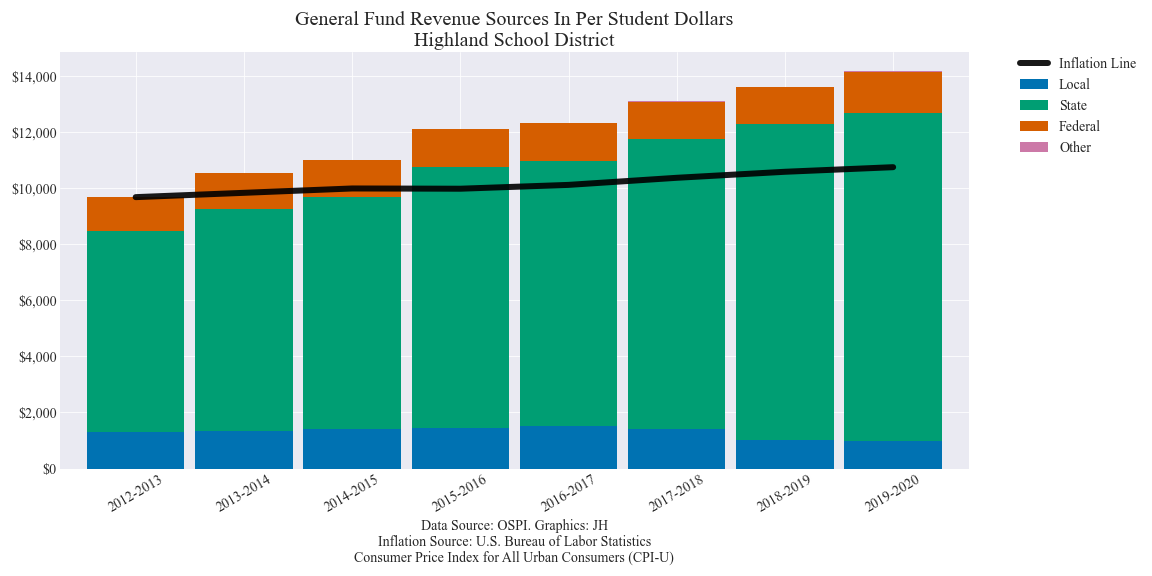 General Fund Revenue Sources In Per Student Dollars
Highland School District
Inflation Line
Local
State
Federal
Other
$14,000
$12,000
$10,000
$8,000
$6,000
$4,000
$2,000
$0
2012-2013
2013-2014
2014-2015
2015-2016
2016-2017
2017-2018
2018-2019
2019-2020
Data Source: OSPI. Graphics: JH
Inflation Source: U.S. Bureau of Labor Statistics
Consumer Price Index for All Urban Consumers (CPI-U)